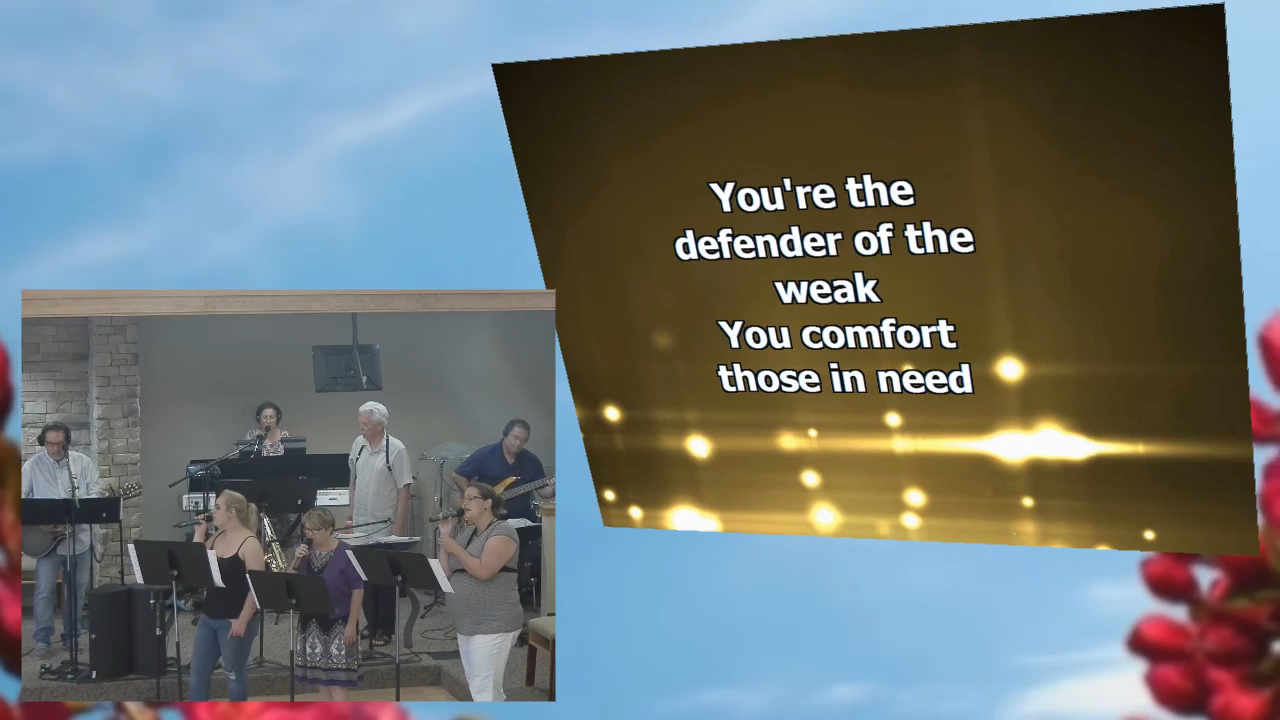 You're the
defender of the
weak
You comfort
those in need